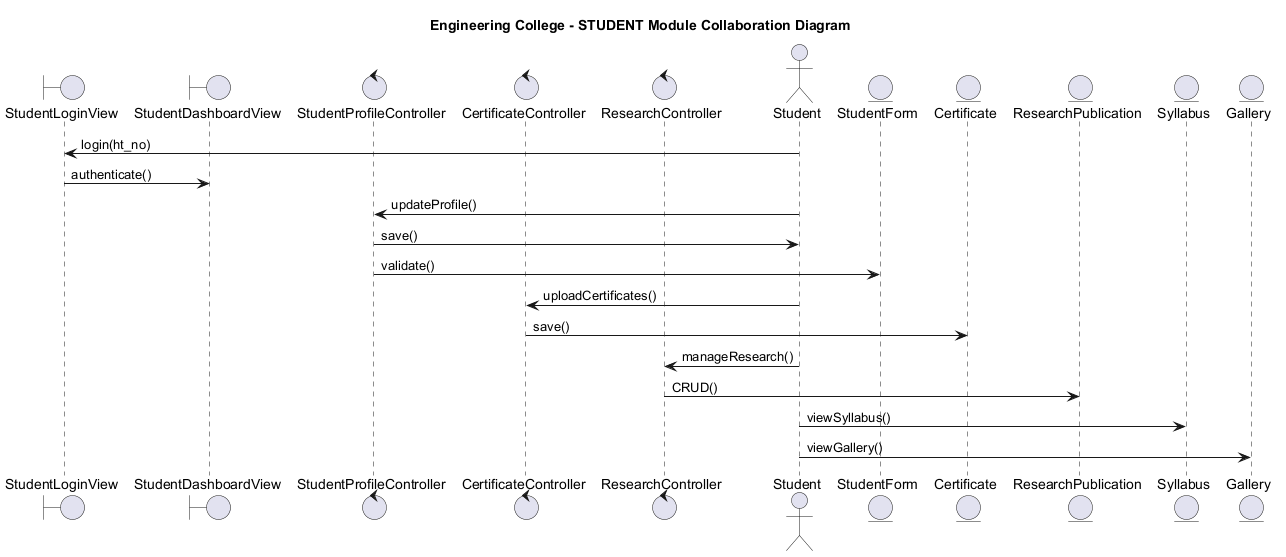 Engineering College - STUDENT Module Collaboration Diagram
StudentLoginView StudentDashboardView StudentProfileController CertificateController ResearchController Student StudentForm Certificate ResearchPublication Syllabus Gallery
login(ht_no)
authenticate()
updateProfile()
save()
validate()
uploadCertificates()
save()
manageResearch()
CRUD()
viewSyllabus()
viewGallery()
StudentLoginView StudentDashboardView StudentProfileController CertificateController ResearchController Student StudentForm Certificate ResearchPublication Syllabus Gallery